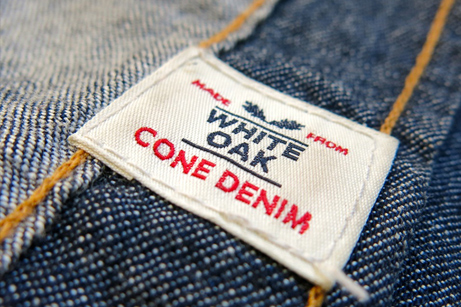 MADE FROM
WHITE
OAK
CONE DENIM